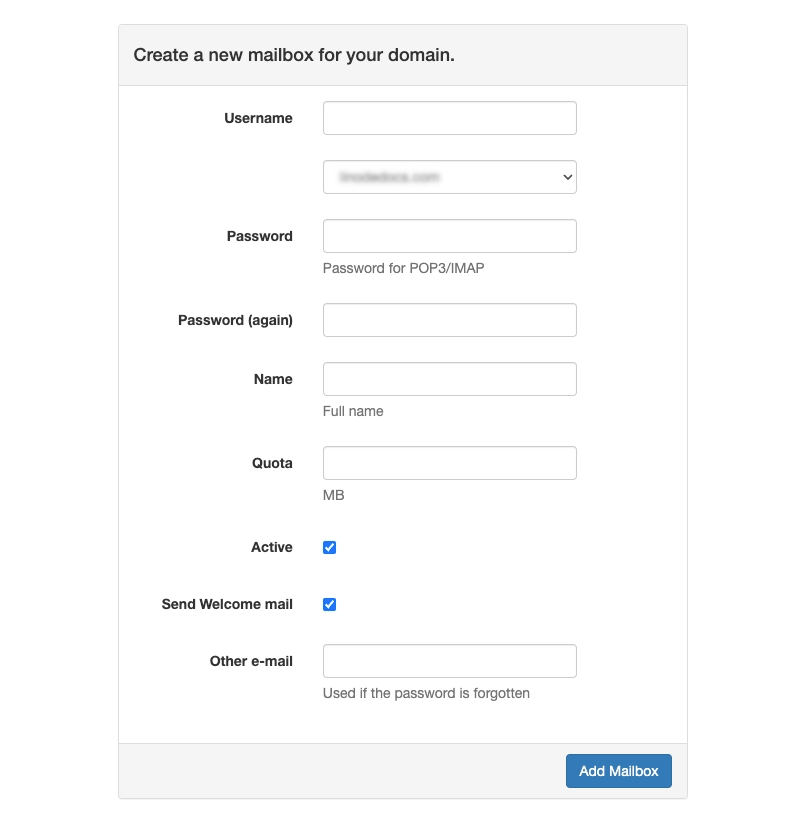 Create a new mailbox for your domain.
Username
Password
Password for POP3/IMAP
Password (again)
Name
Full name
Quota
MB
Active
Send Welcome mail
Other e-mail
Used if the password is forgotten
Add Mailbox